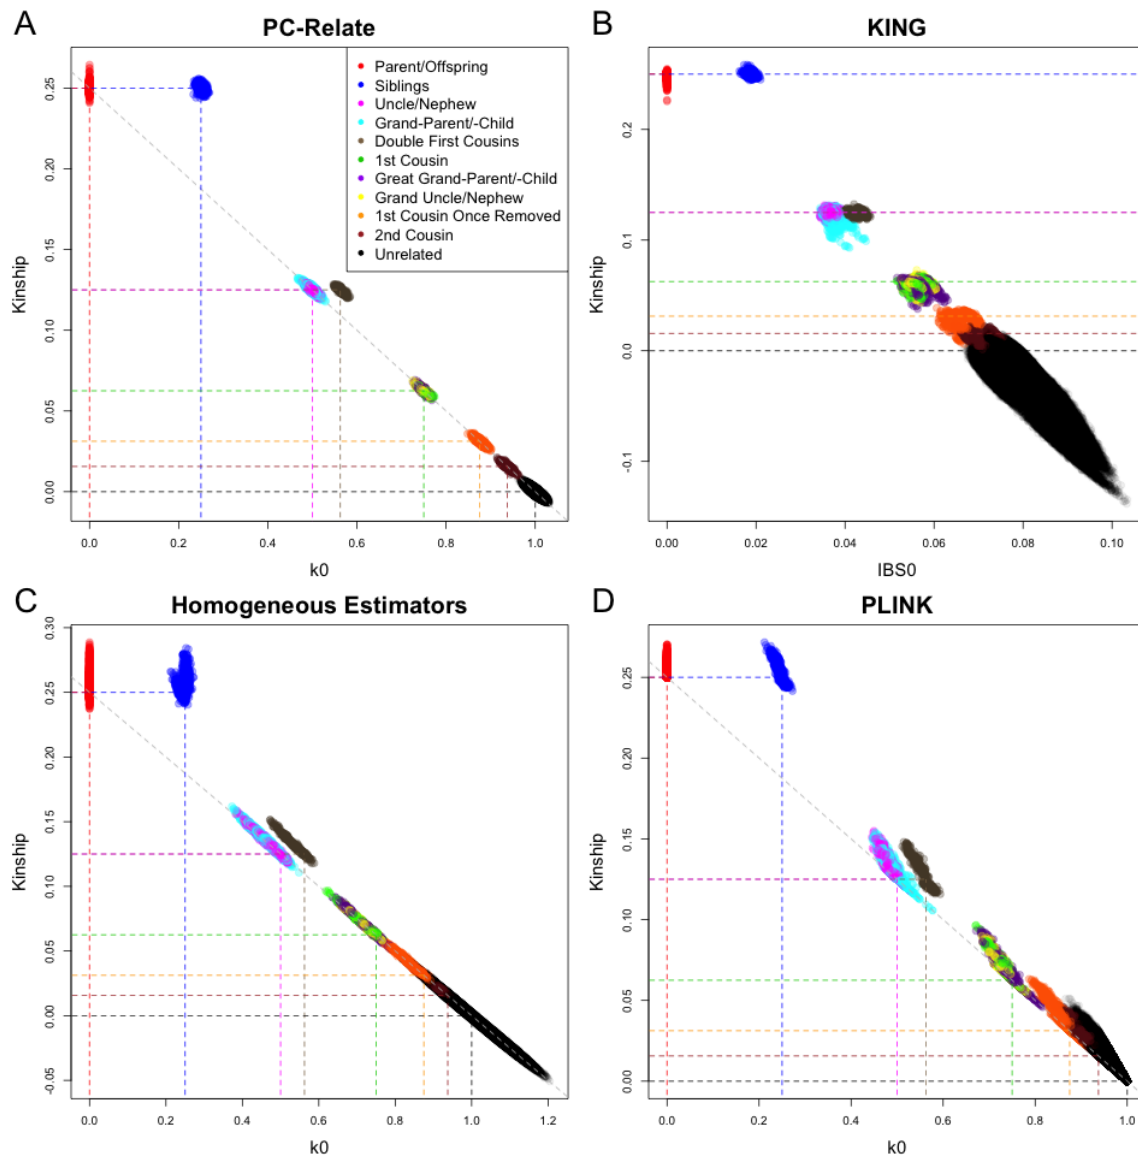 A
PC-Relate
Kinship
0.25
0.20
0.15
0.10
0.05
0.00
Parent/Offspring
Siblings
Uncle/Nephew
Grand-Parent/-Child
Double First Cousins
1st Cousin
Great Grand-Parent/-Child
Grand Uncle/Nephew
1st Cousin Once Removed
2nd Cousin
Unrelated
0.0 0.2 0.4 0.6 0.8 1.0
k0
B
KING
Kinship
0.2
0.1
0.0
-0.1
0.00 0.02 0.04 0.06 0.08 0.10
IBS0
C
Homogeneous Estimators
Kinship
0.30
0.25
0.20
0.15
0.10
0.05
0.00
-0.05
0.0 0.2 0.4 0.6 0.8 1.0 1.2
k0
D
PLINK
Kinship
0.25
0.20
0.15
0.10
0.05
0.00
0.0 0.2 0.4 0.6 0.8 1.0
k0